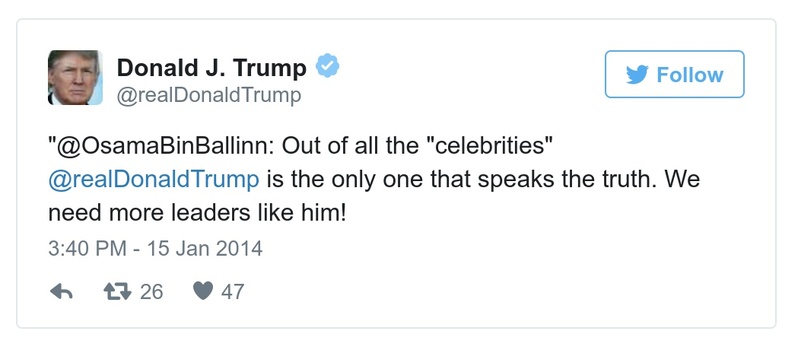 Donald J. Trump
@realDonaldTrump
Follow
"@OsamaBinBallinn: Out of all the "celebrities"
@realDonaldTrump is the only one that speaks the truth. We
need more leaders like him!
3:40 PM - 15 Jan 2014
26 47